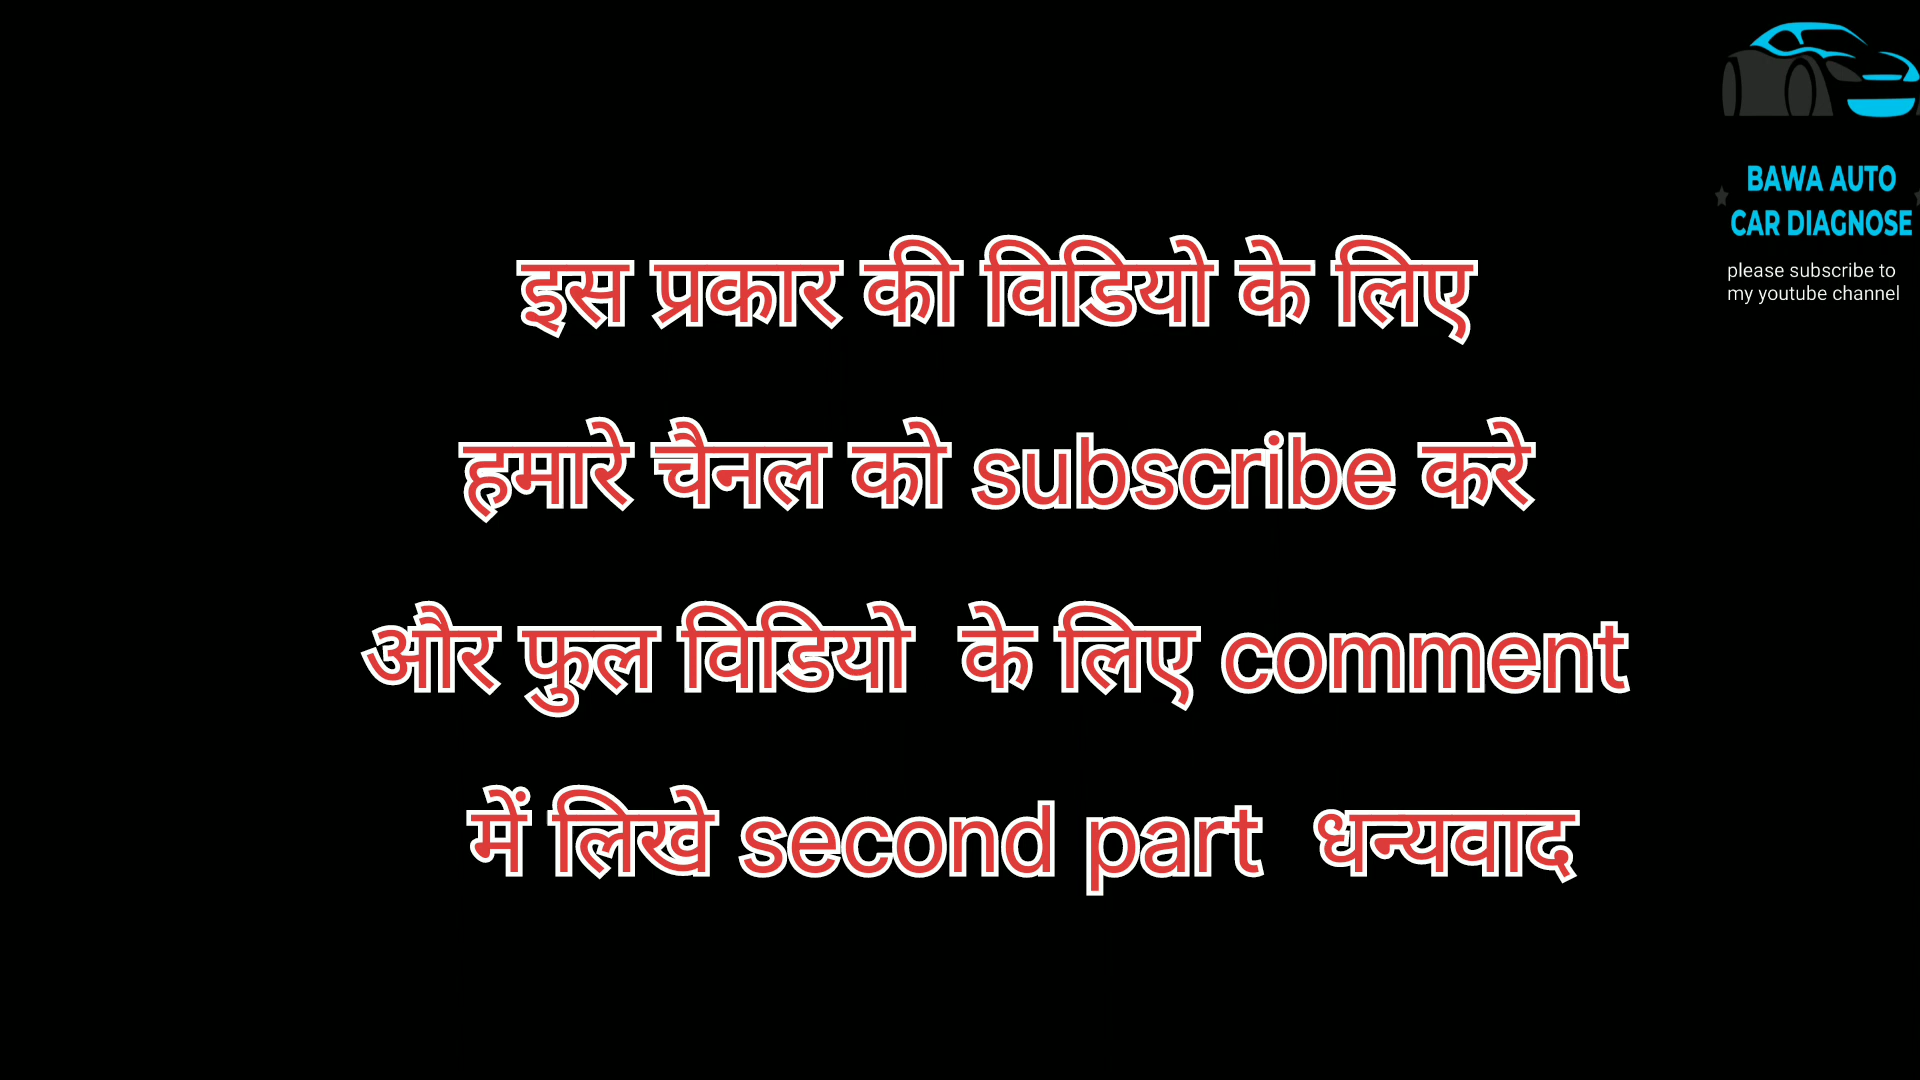 इस प्रकार की विडियो के लिए
हमारे चैनल को subscribe करे
और फुल विडियो के लिए comment
में लिखे second part धन्यवाद
BAWA AUTO
CAR DIAGNOSE
please subscribe to
my youtube channel